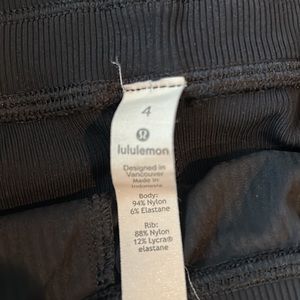 4
lululemon
Designed in
Vancouver
Made in
Indonesia
Body:
94% Nylon
6% Elastane
Rib:
88% Nylon
12% Lycra®
elastane